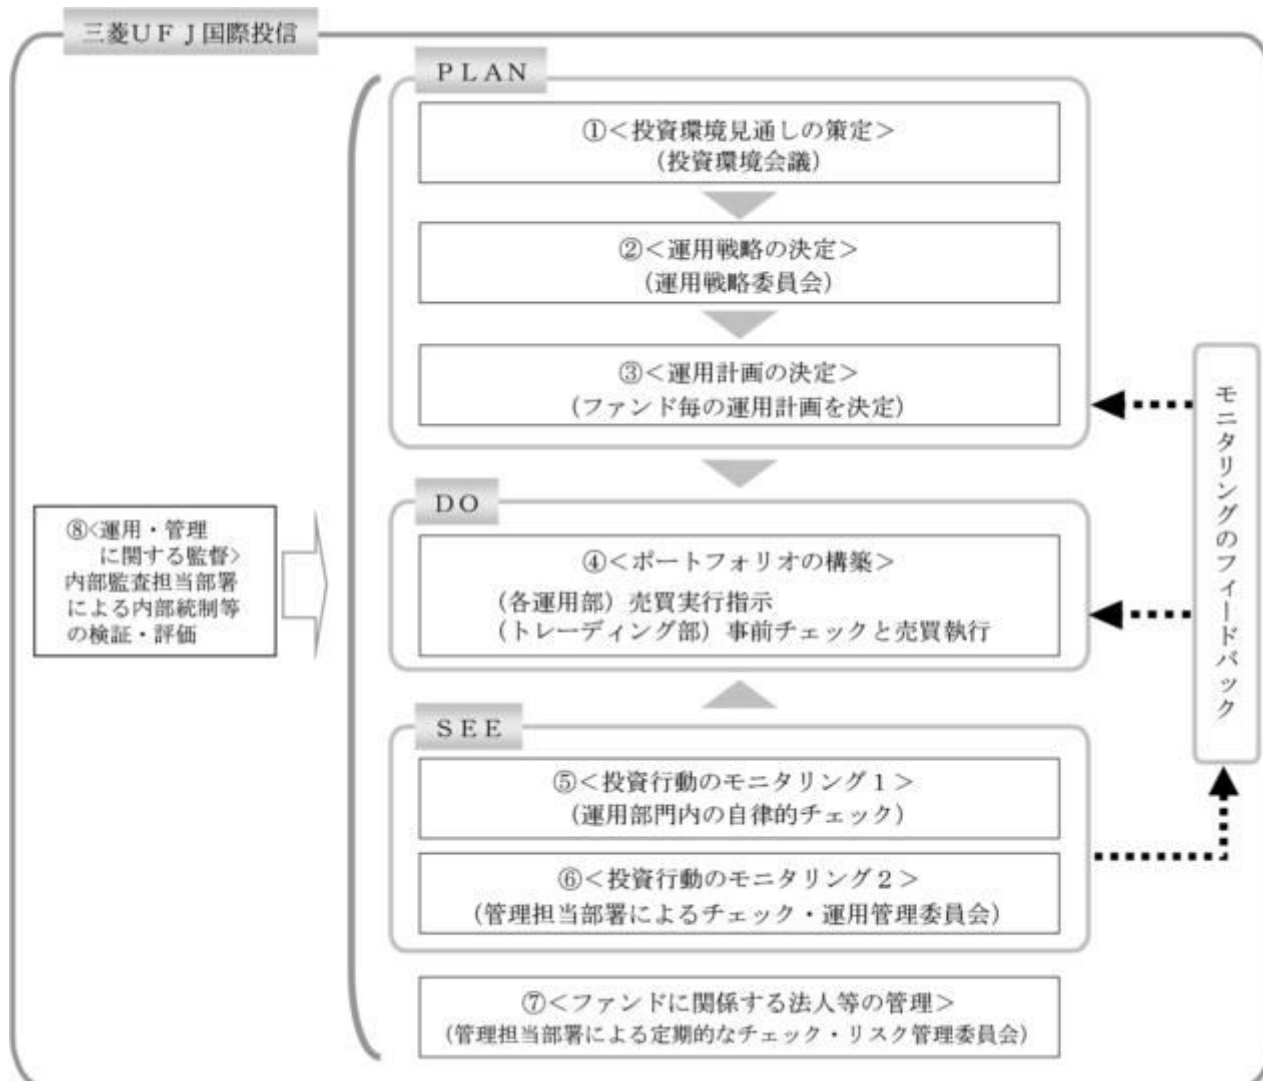 三菱UFJ国際投信
PLAN
①<投資環境見通しの策定>
(投資環境会議)
②<運用戦略の決定>
(運用戦略委員会)
③<運用計画の決定>
(ファンド毎の運用計画を決定)
DO
④<ポートフォリオの構築>
(各運用部) 売買実行指示
(トレーディング部) 事前チェックと売買執行
SEE
⑤<投資行動のモニタリング1>
(運用部門内の自律的チェック)
⑥<投資行動のモニタリング2>
(管理担当部署によるチェック・運用管理委員会)
⑦<ファンドに関係する法人等の管理>
(管理担当部署による定期的なチェック・リスク管理委員会)
⑧<運用・管理
に関する監督>
内部監査担当部署
による内部統制等
の検証・評価
モニタリングのフィードバック